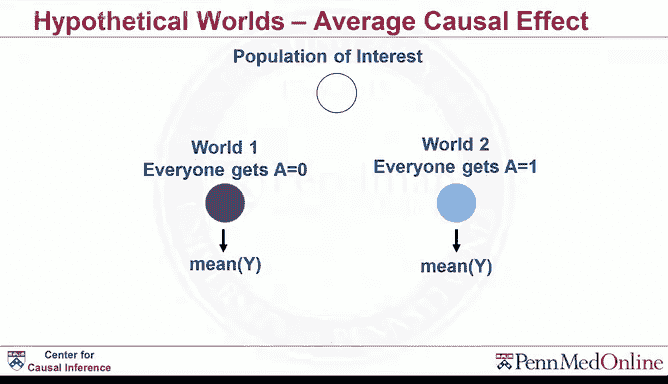 Hypothetical Worlds – Average Causal Effect
Population of Interest
World 1
Everyone gets A=0
World 2
Everyone gets A=1
mean(Y)
mean(Y)
Center for
Causal Inference
PennMedOnline